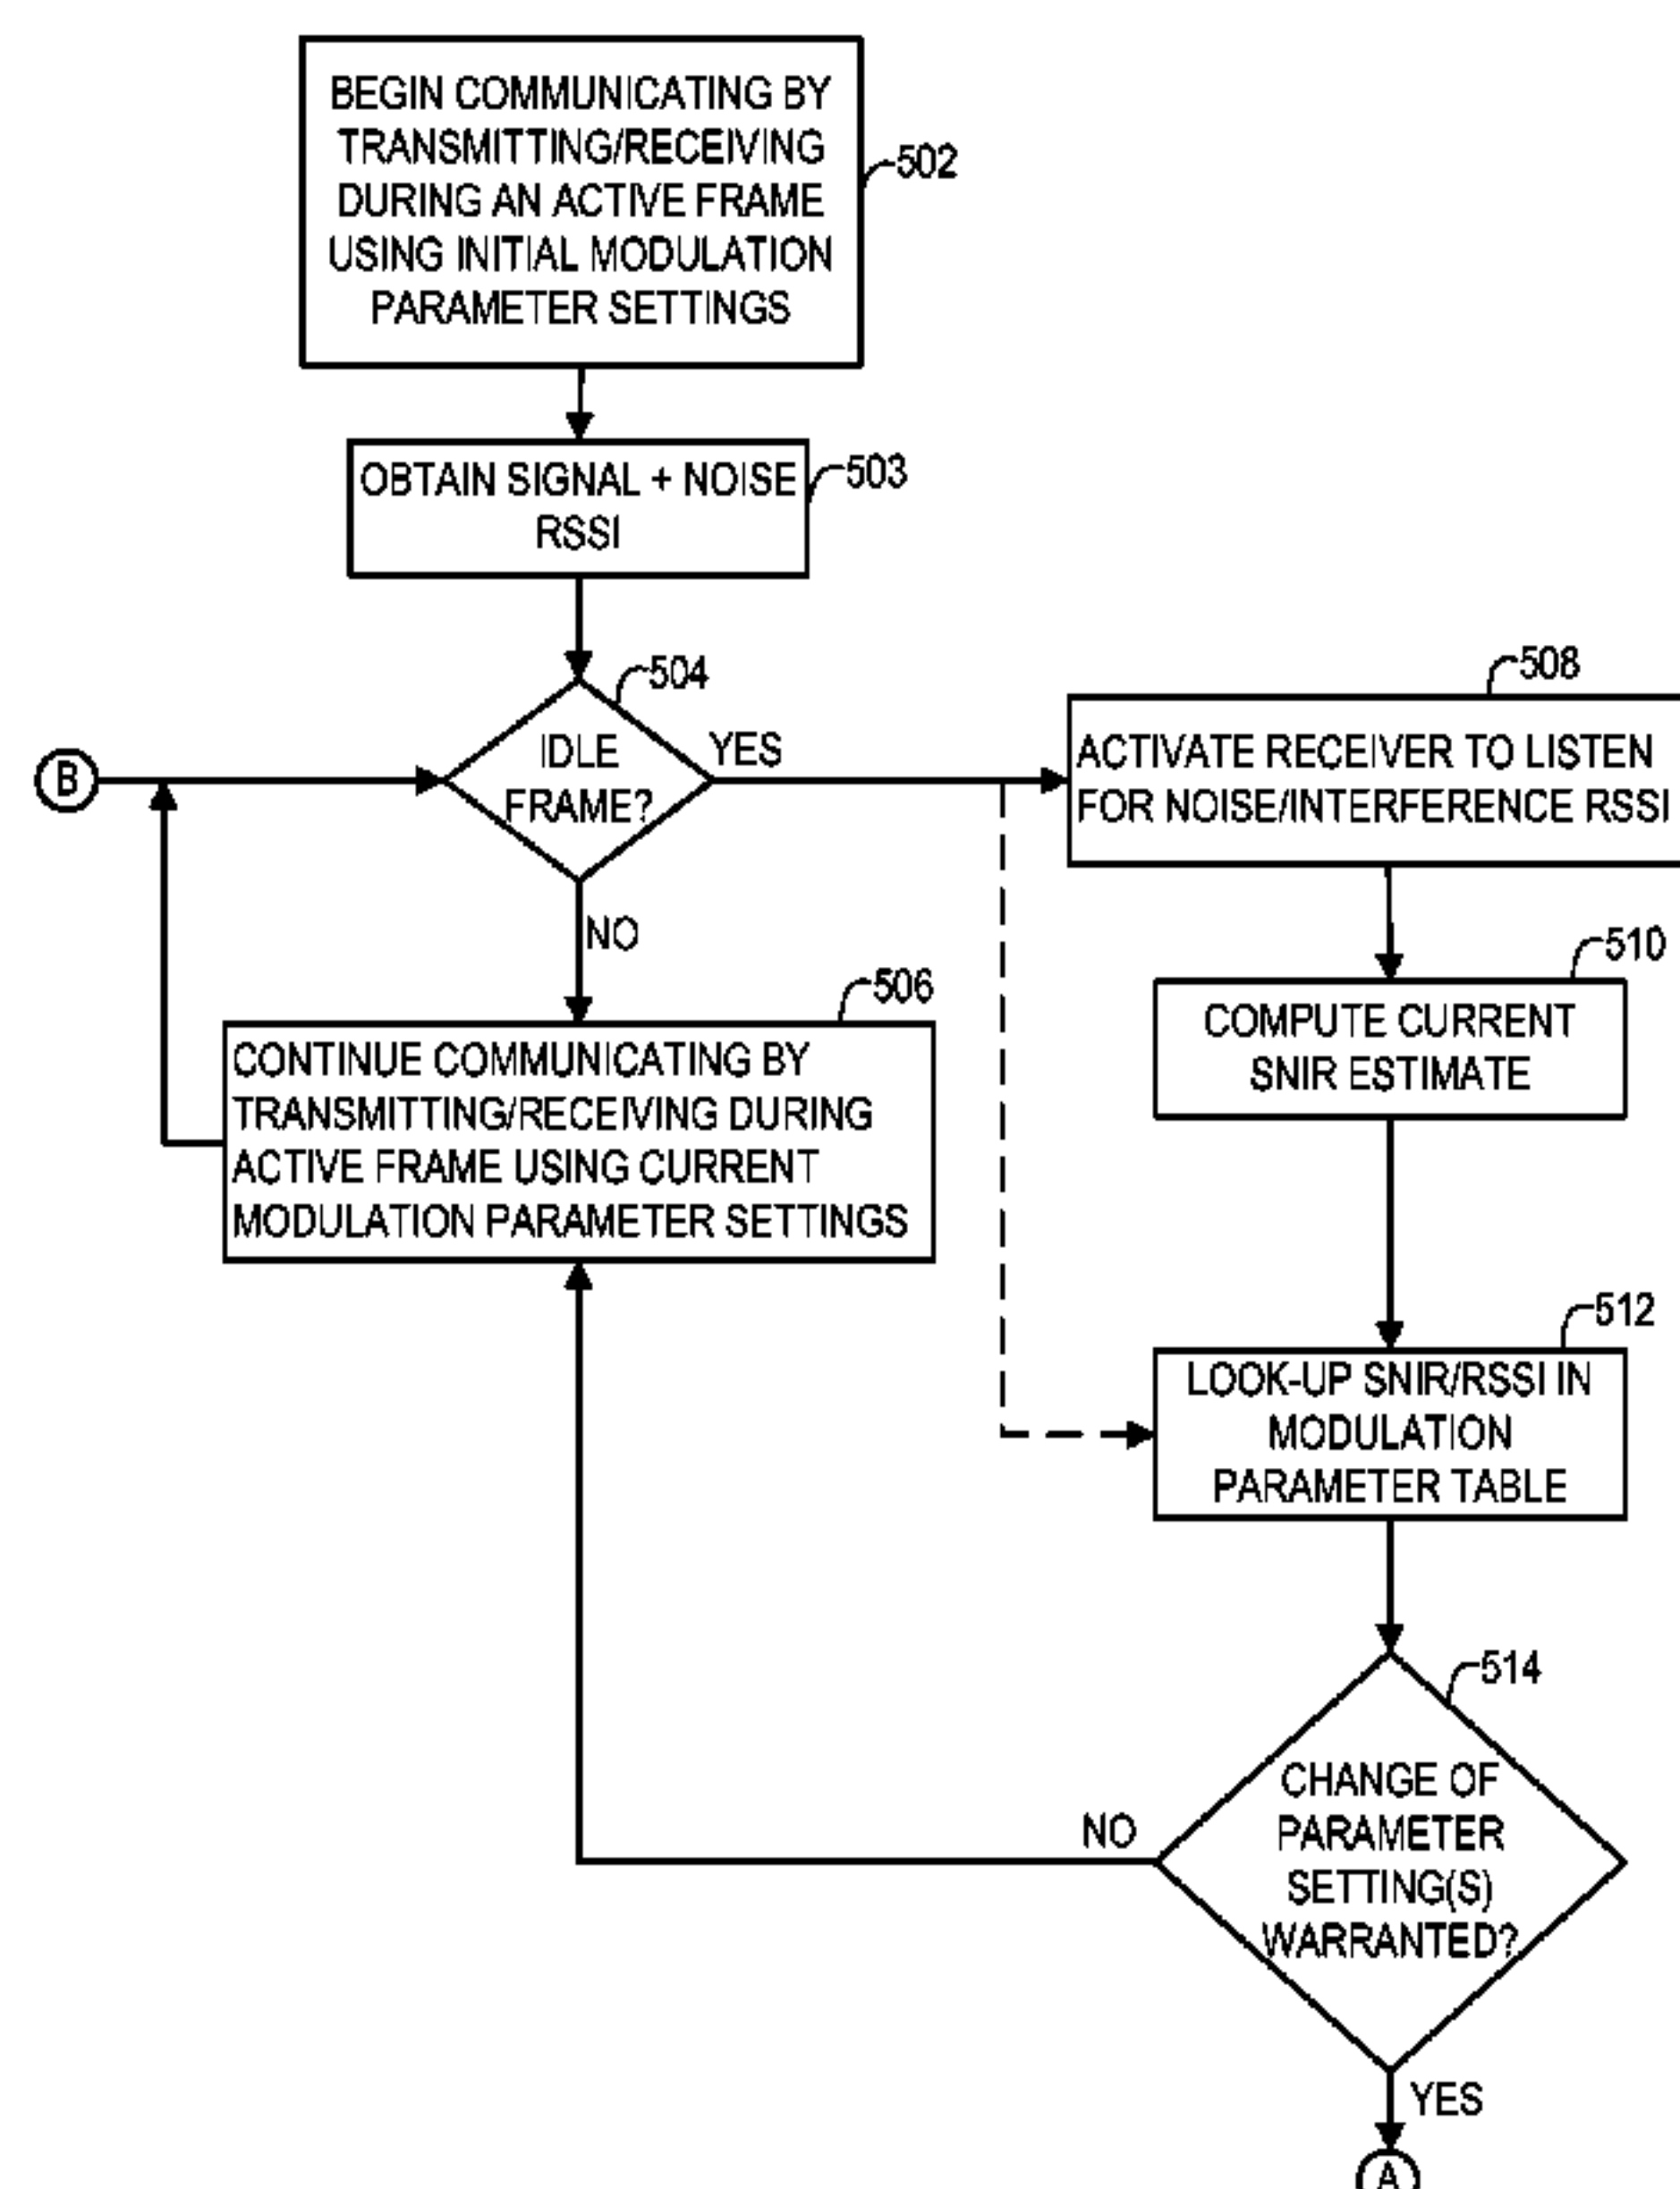 BEGIN COMMUNICATING BY
TRANSMITTING/RECEIVING
DURING AN ACTIVE FRAME
USING INITIAL MODULATION
PARAMETER SETTINGS
502
OBTAIN SIGNAL + NOISE
RSSI
503
504
IDLE
FRAME?
YES
B
NO
508
ACTIVATE RECEIVER TO LISTEN
FOR NOISE/INTERFERENCE RSSI
510
COMPUTE CURRENT
SNIR ESTIMATE
506
CONTINUE COMMUNICATING BY
TRANSMITTING/RECEIVING DURING
ACTIVE FRAME USING CURRENT
MODULATION PARAMETER SETTINGS
512
LOOK-UP SNIR/RSSI IN
MODULATION
PARAMETER TABLE
514
CHANGE OF
PARAMETER
SETTING(S)
WARRANTED?
NO
YES
A